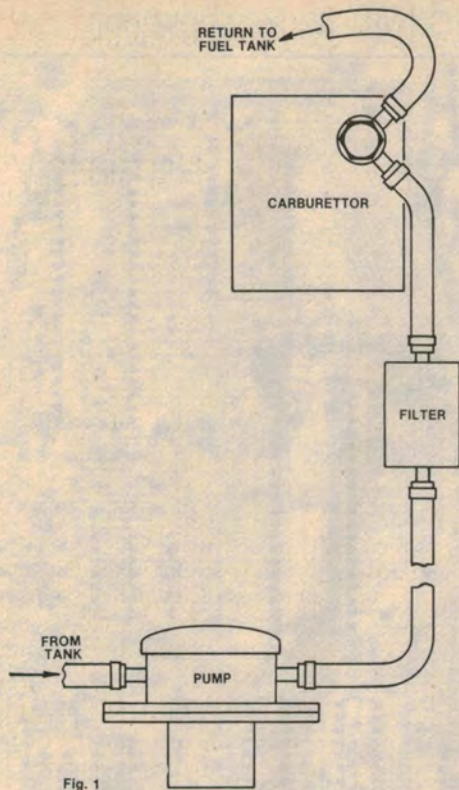 RETURN TO
FUEL TANK
CARBURETTOR
FILTER
FROM
TANK
PUMP
Fig. 1